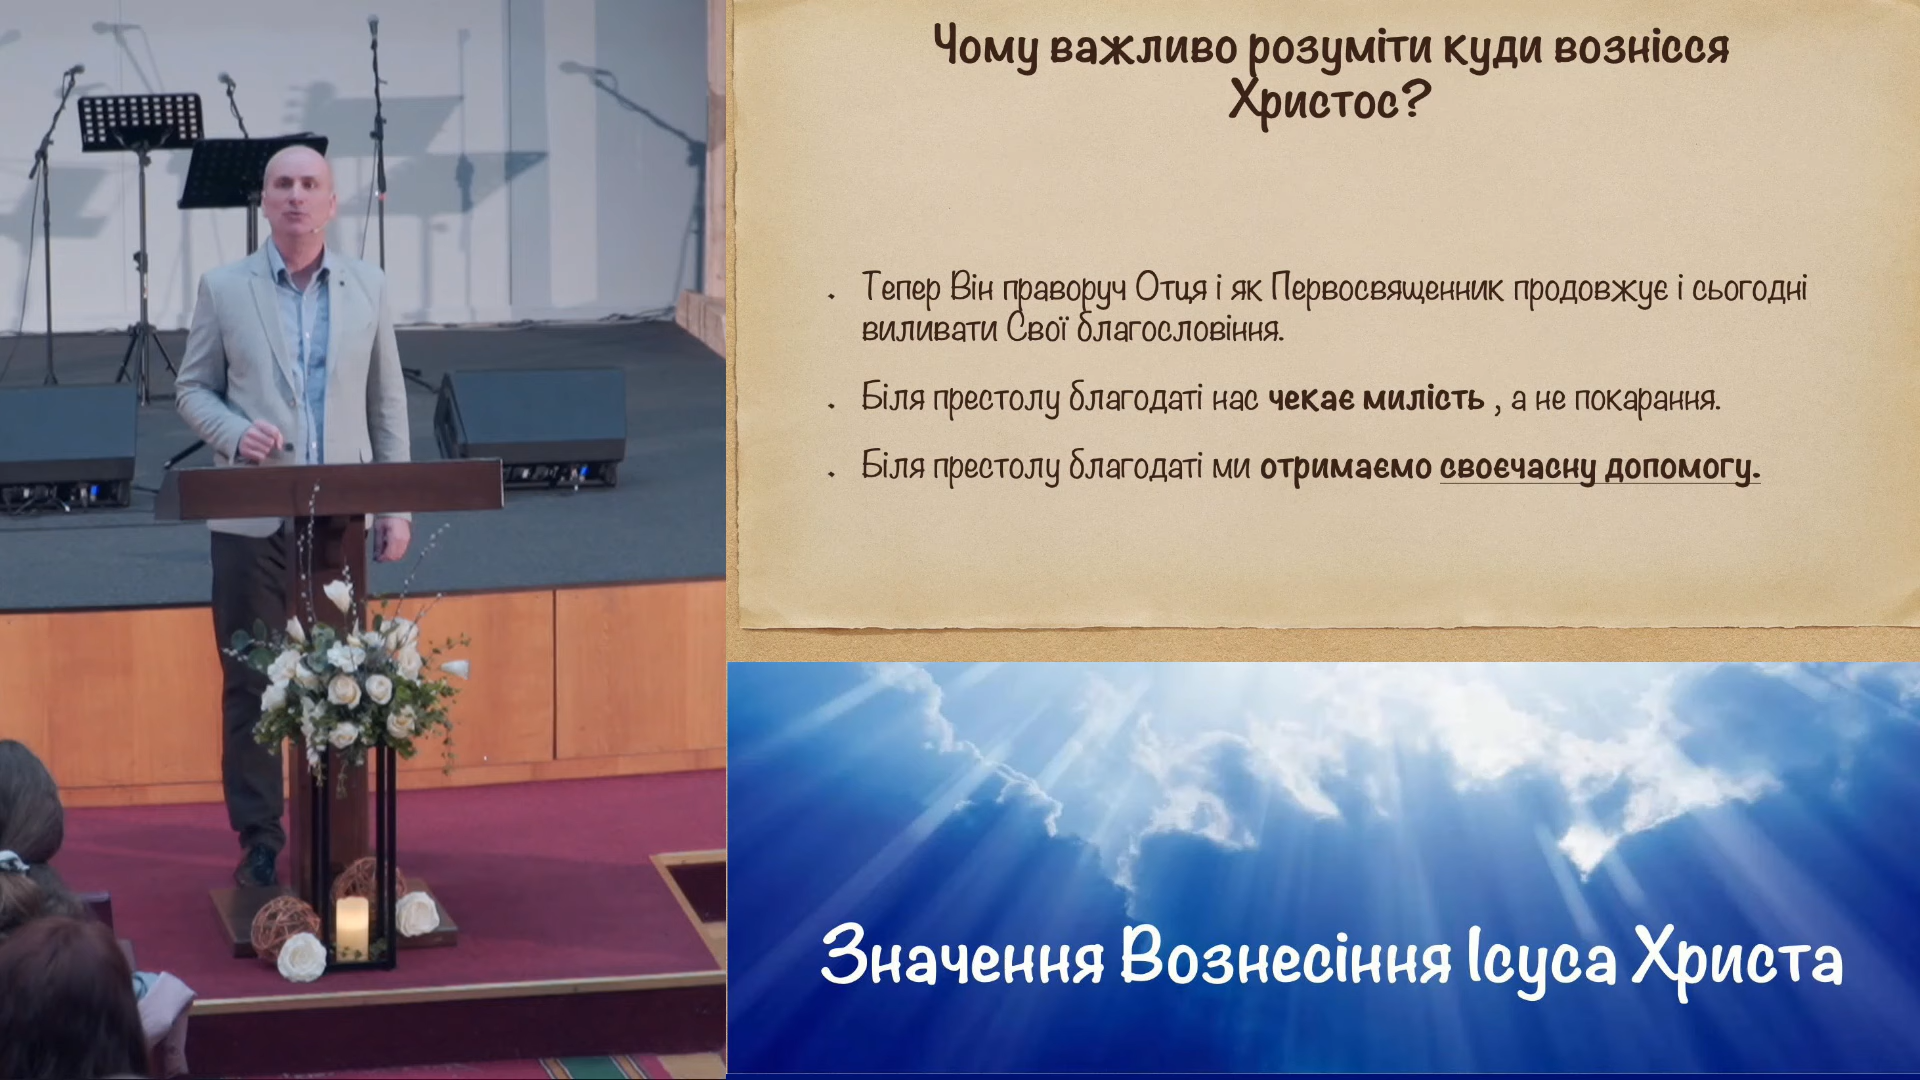 Чому важливо розуміти куди вознісся
Христос?
. Тепер Він праворуч Отця і як Первосвященник продовжує і сьогодні
виливати Свої благословіння.
. Біля престолу благодаті нас чекає милість , а не покарання.
. Біля престолу благодаті ми отримаємо своєчасну допомогу.
Значення Вознесіння Ісуса Христа